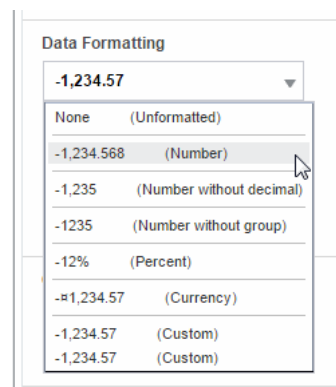 Data Formatting
-1,234.57
None (Unformatted)
-1,234.568 (Number)
-1,235 (Number without decimal)
-1235 (Number without group)
-12% (Percent)
-¤1,234.57 (Currency)
-1,234.57 (Custom)
-1,234.57 (Custom)